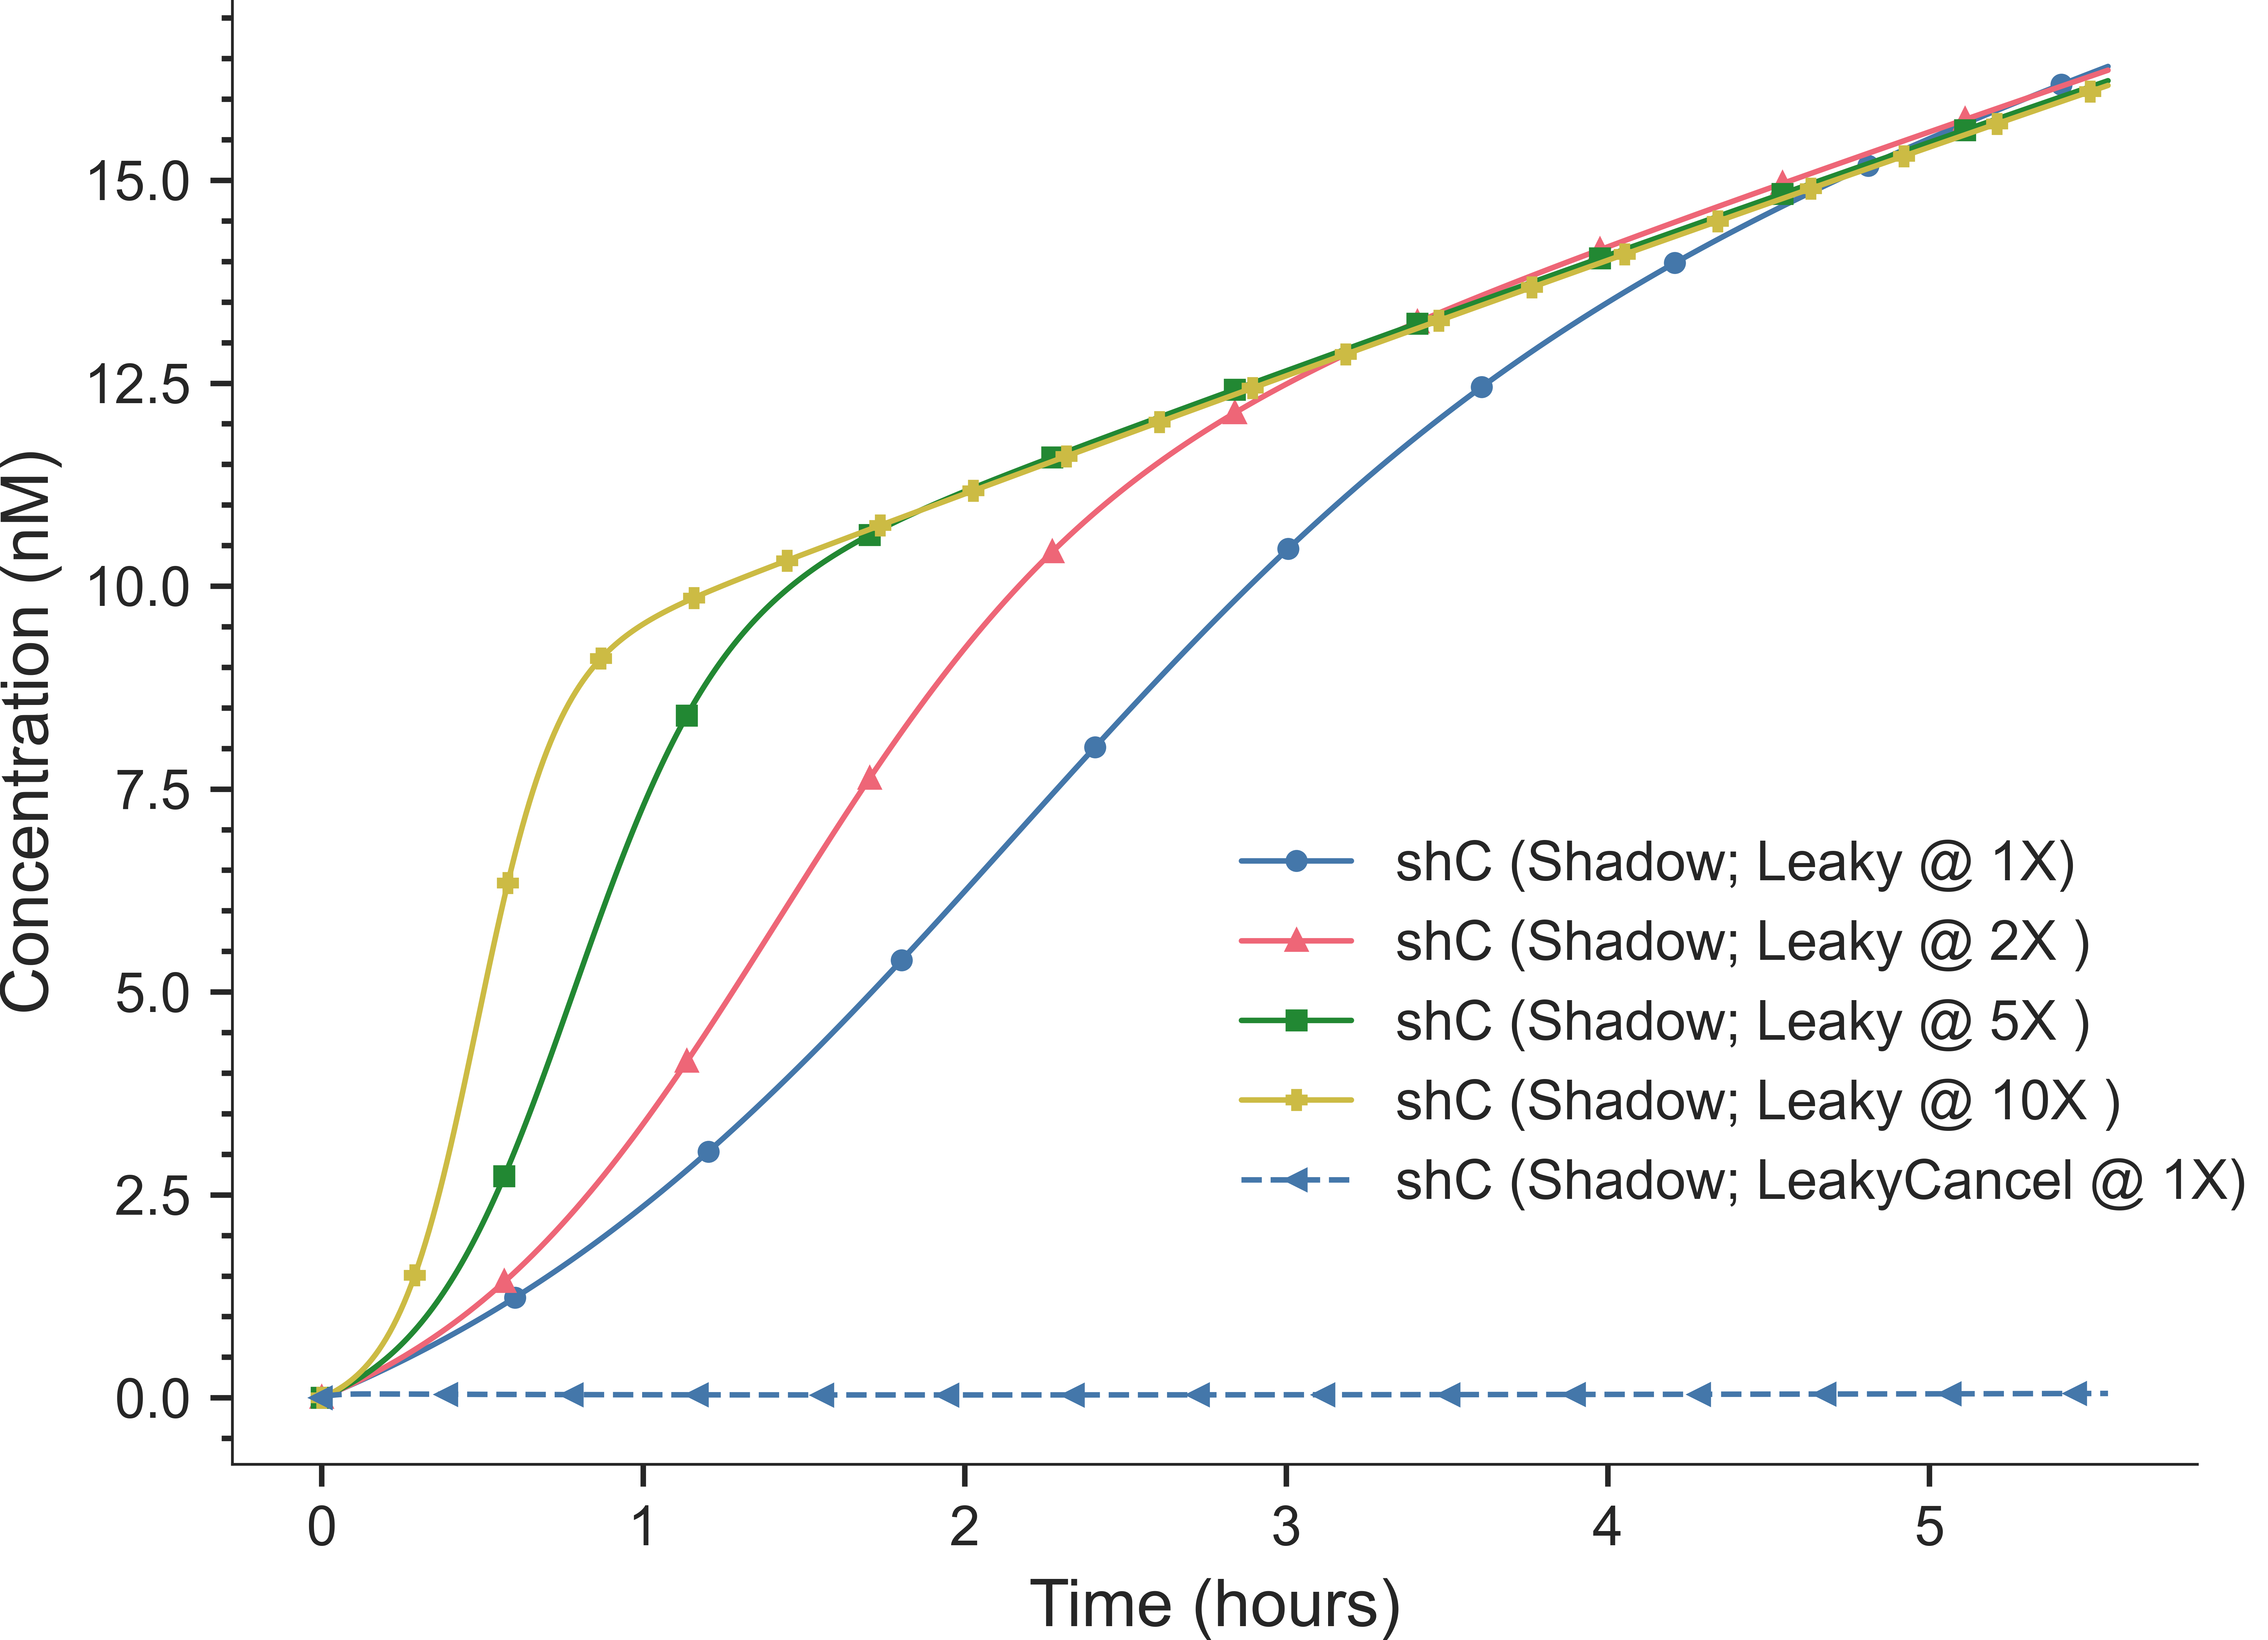 Concentration (nM)
15.0
12.5
10.0
7.5
5.0
2.5
0.0
shC (Shadow; Leaky @ 1X)
shC (Shadow; Leaky @ 2X )
shC (Shadow; Leaky @ 5X )
shC (Shadow; Leaky @ 10X )
shC (Shadow; LeakyCancel @ 1X)
0 1 2 3 4 5
Time (hours)